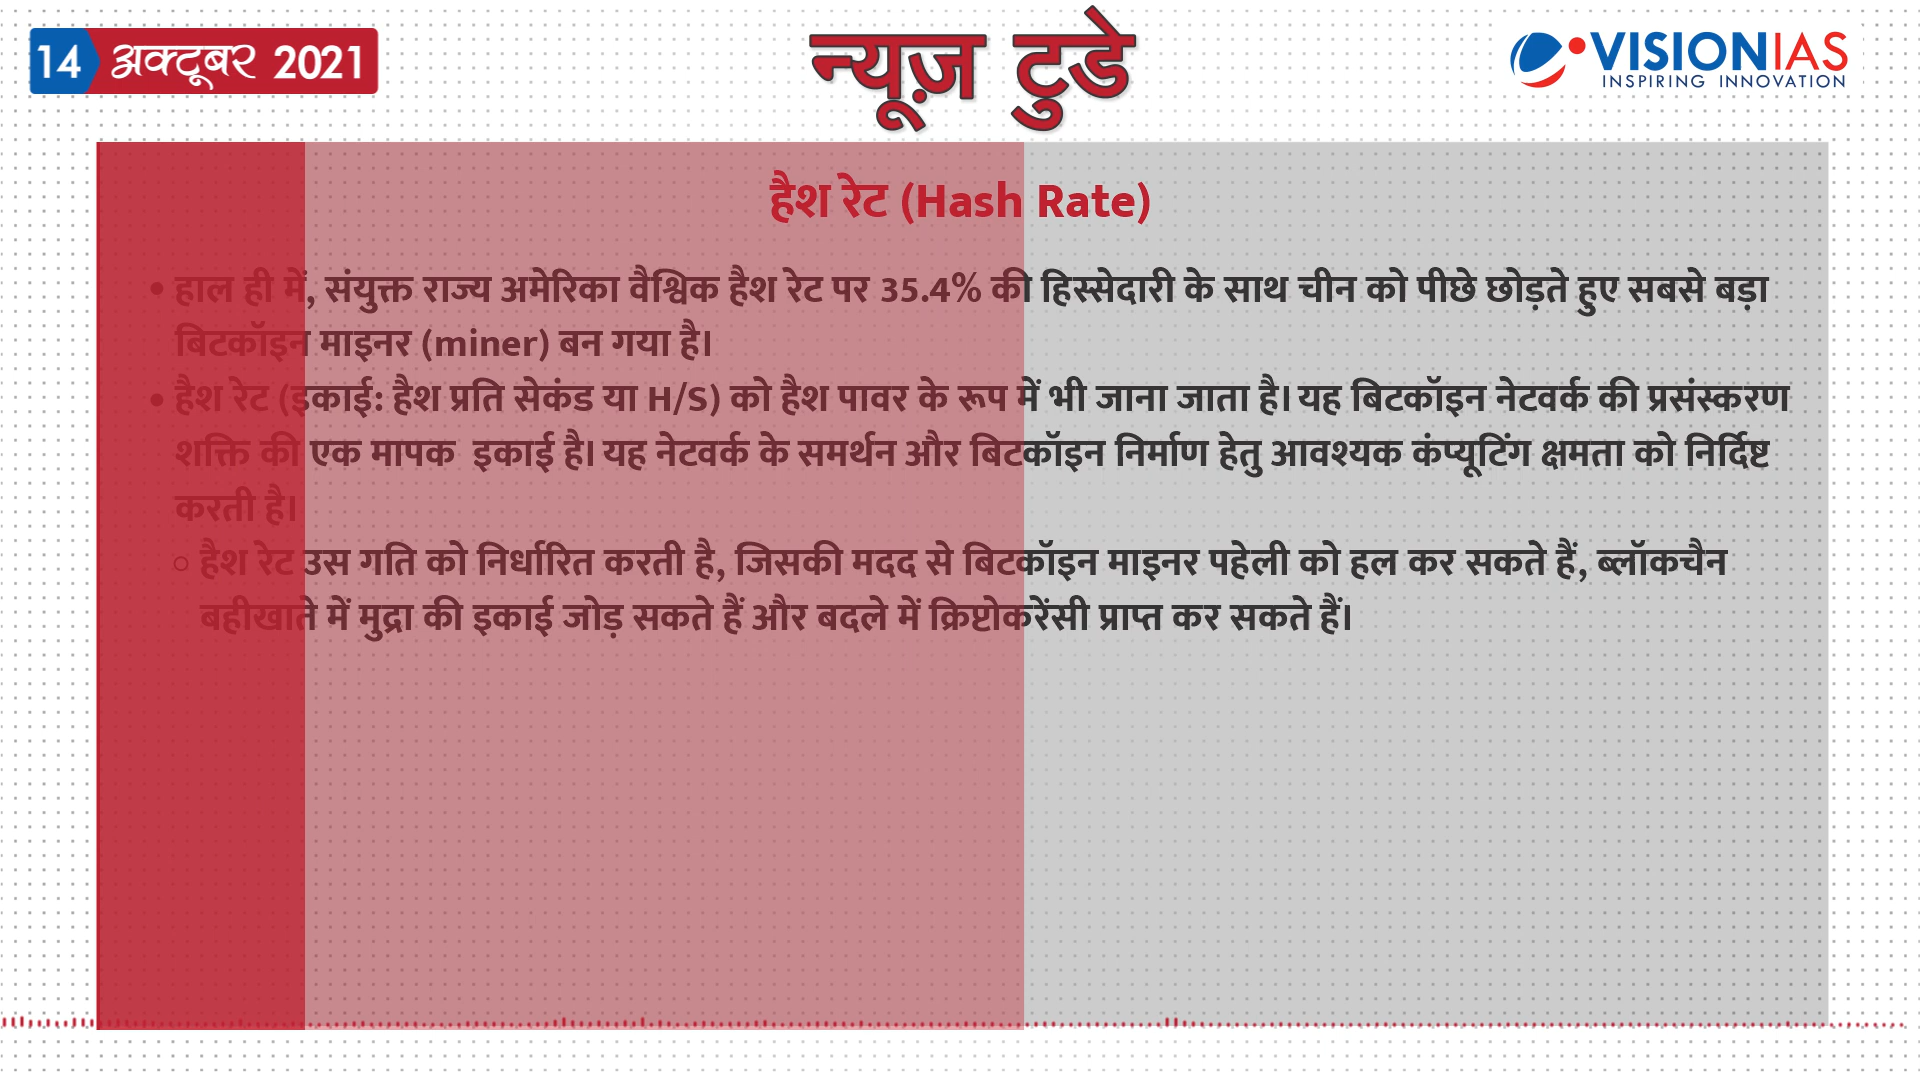 14 अक्टूबर 2021
न्यूज़ टुडे
VISIONIAS
INSPIRING INNOVATION
हैश रेट (Hash Rate)
• हाल ही में, संयुक्त राज्य अमेरिका वैश्विक हैश रेट पर 35.4% की हिस्सेदारी के साथ चीन को पीछे छोड़ते हुए सबसे बड़ा
बिटकॉइन माइनर (miner) बन गया है।
• हैश रेट (इकाई: हैश प्रति सेकंड या H/S) को हैश पावर के रूप में भी जाना जाता है। यह बिटकॉइन नेटवर्क की प्रसंस्करण
शक्ति की एक मापक इकाई है। यह नेटवर्क के समर्थन और बिटकॉइन निर्माण हेतु आवश्यक कंप्यूटिंग क्षमता को निर्दिष्ट
करती है।
○ हैश रेट उस गति को निर्धारित करती है, जिसकी मदद से बिटकॉइन माइनर पहेली को हल कर सकते हैं, ब्लॉकचैन
बहीखाते में मुद्रा की इकाई जोड़ सकते हैं और बदले में क्रिप्टोकरेंसी प्राप्त कर सकते हैं।